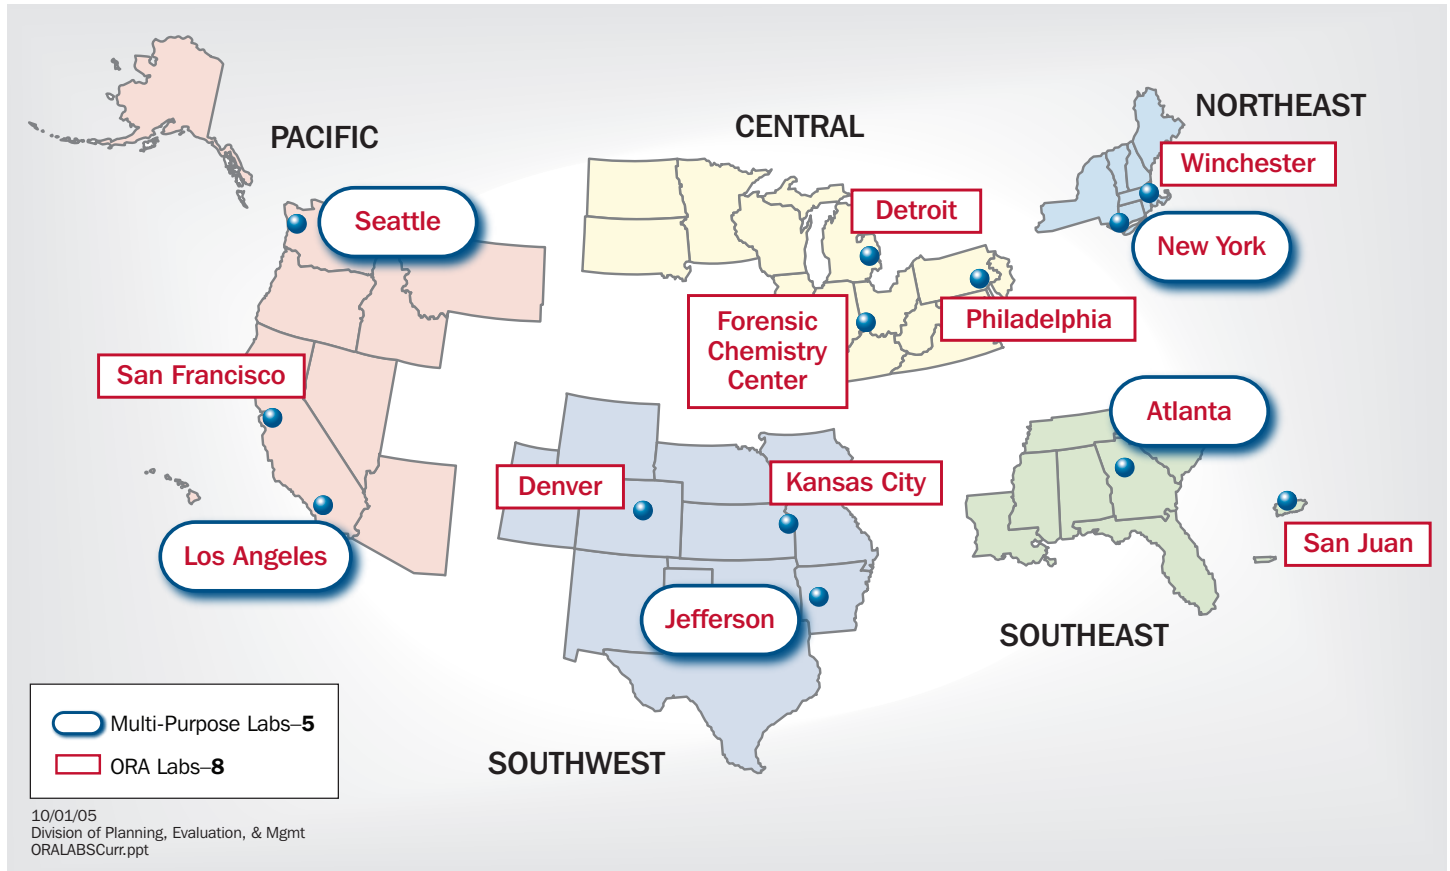 PACIFIC
CENTRAL
NORTHEAST
Seattle
San Francisco
Los Angeles
Detroit
Forensic
Chemistry
Center
Philadelphia
Winchester
New York
Denver
Kansas City
Jefferson
SOUTHWEST
Atlanta
San Juan
SOUTHEAST
Multi-Purpose Labs–5
ORA Labs–8
10/01/05
Division of Planning, Evaluation, & Mgmt
ORALABSCurr.ppt